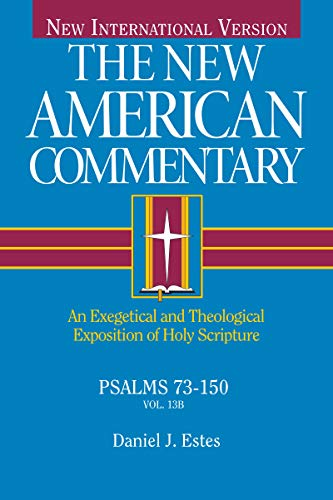 NEW INTERNATIONAL VERSION
THE NEW
AMERICAN
COMMENTARY
An Exegetical and Theological
Exposition of Holy Scripture
PSALMS 73-150
VOL. 13B
Daniel J. Estes